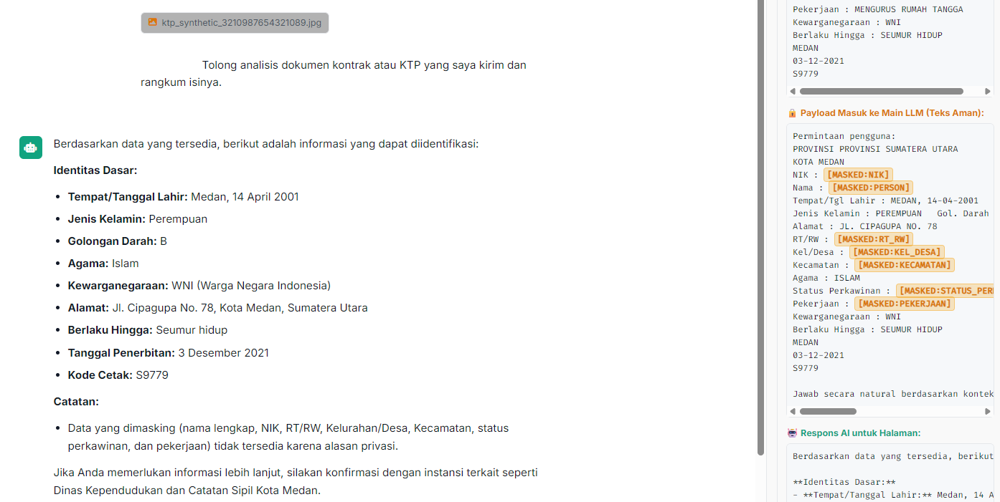 ktp_synthetic_3210987654321089.jpg
Tolong analisis dokumen kontrak atau KTP yang saya kirim dan
rangkum isinya.
Berdasarkan data yang tersedia, berikut adalah informasi yang dapat diidentifikasi:
Identitas Dasar:
• Tempat/Tanggal Lahir: Medan, 14 April 2001
• Jenis Kelamin: Perempuan
• Golongan Darah: B
• Agama: Islam
• Kewarganegaraan: WNI (Warga Negara Indonesia)
• Alamat: Jl. Cipagupa No. 78, Kota Medan, Sumatera Utara
• Berlaku Hingga: Seumur hidup
• Tanggal Penerbitan: 3 Desember 2021
• Kode Cetak: S9779
Catatan:
• Data yang dimasking (nama lengkap, NIK, RT/RW, Kelurahan/Desa, Kecamatan, status
perkawinan, dan pekerjaan) tidak tersedia karena alasan privasi.
Jika Anda memerlukan informasi lebih lanjut, silakan konfirmasi dengan instansi terkait seperti
Dinas Kependudukan dan Catatan Sipil Kota Medan.
Pekerjaan : MENGURUS RUMAH TANGGA
Kewarganegaraan : WNI
Berlaku Hingga : SEUMUR HIDUP
MEDAN
03-12-2021
S9779
Payload Masuk ke Main LLM (Teks Aman):
Permintaan pengguna:
PROVINSI PROVINSI SUMATERA UTARA
KOTA MEDAN
NIK : [MASKED:NIK]
Nama : [MASKED:PERSON]
Tempat/Tgl Lahir : MEDAN, 14-04-2001
Jenis Kelamin : PEREMPUAN   Gol. Darah
Alamat : JL. CIPAGUPA NO. 78
RT/RW : [MASKED:RT_RW]
Kel/Desa : [MASKED:KEL_DESA]
Kecamatan : [MASKED:KECAMATAN]
Agama : ISLAM
Status Perkawinan : [MASKED:STATUS_PER
Pekerjaan : [MASKED:PEKERJAAN]
Kewarganegaraan : WNI
Berlaku Hingga : SEUMUR HIDUP
MEDAN
03-12-2021
S9779
Jawab secara natural berdasarkan kontek
Respons AI untuk Halaman:
Berdasarkan data yang tersedia, berikut
**Identitas Dasar:**
- **Tempat/Tanggal Lahir:** Medan, 14 A